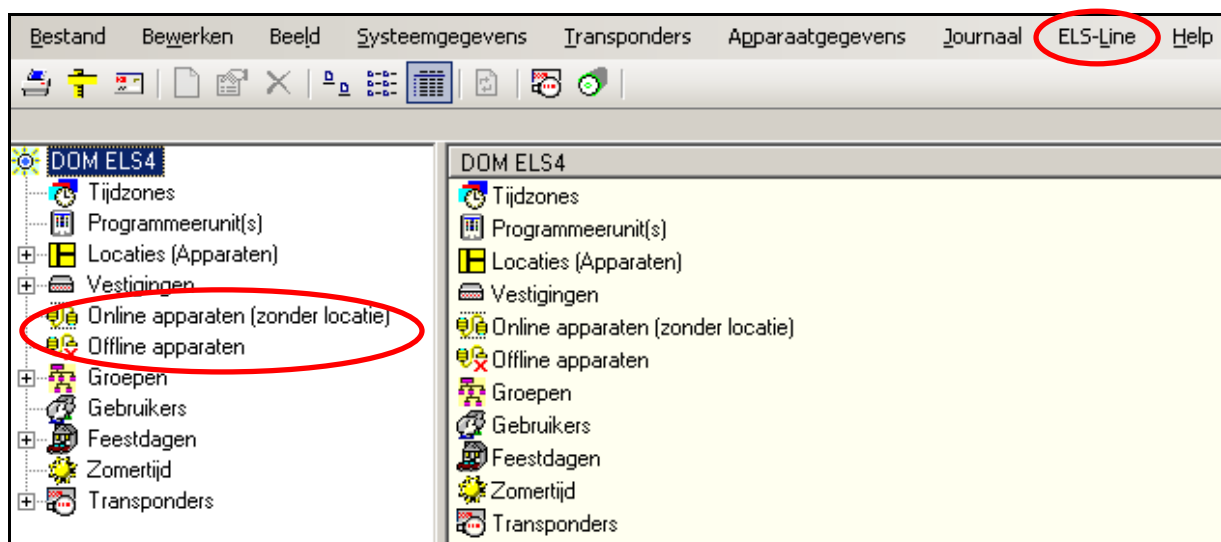 Bestand Bewerken Beeld Systeemgegevens Transponders Apparaatgegevens Journaal ELS-Line Help
DOM ELS4
Tijdzones
Programmeerunit(s)
Locaties (Apparaten)
Vestigingen
Online apparaten (zonder locatie)
Offline apparaten
Groepen
Gebruikers
Feestdagen
Zomertijd
Transponders
DOM ELS4
Tijdzones
Programmeerunit(s)
Locaties (Apparaten)
Vestigingen
Online apparaten (zonder locatie)
Offline apparaten
Groepen
Gebruikers
Feestdagen
Zomertijd
Transponders